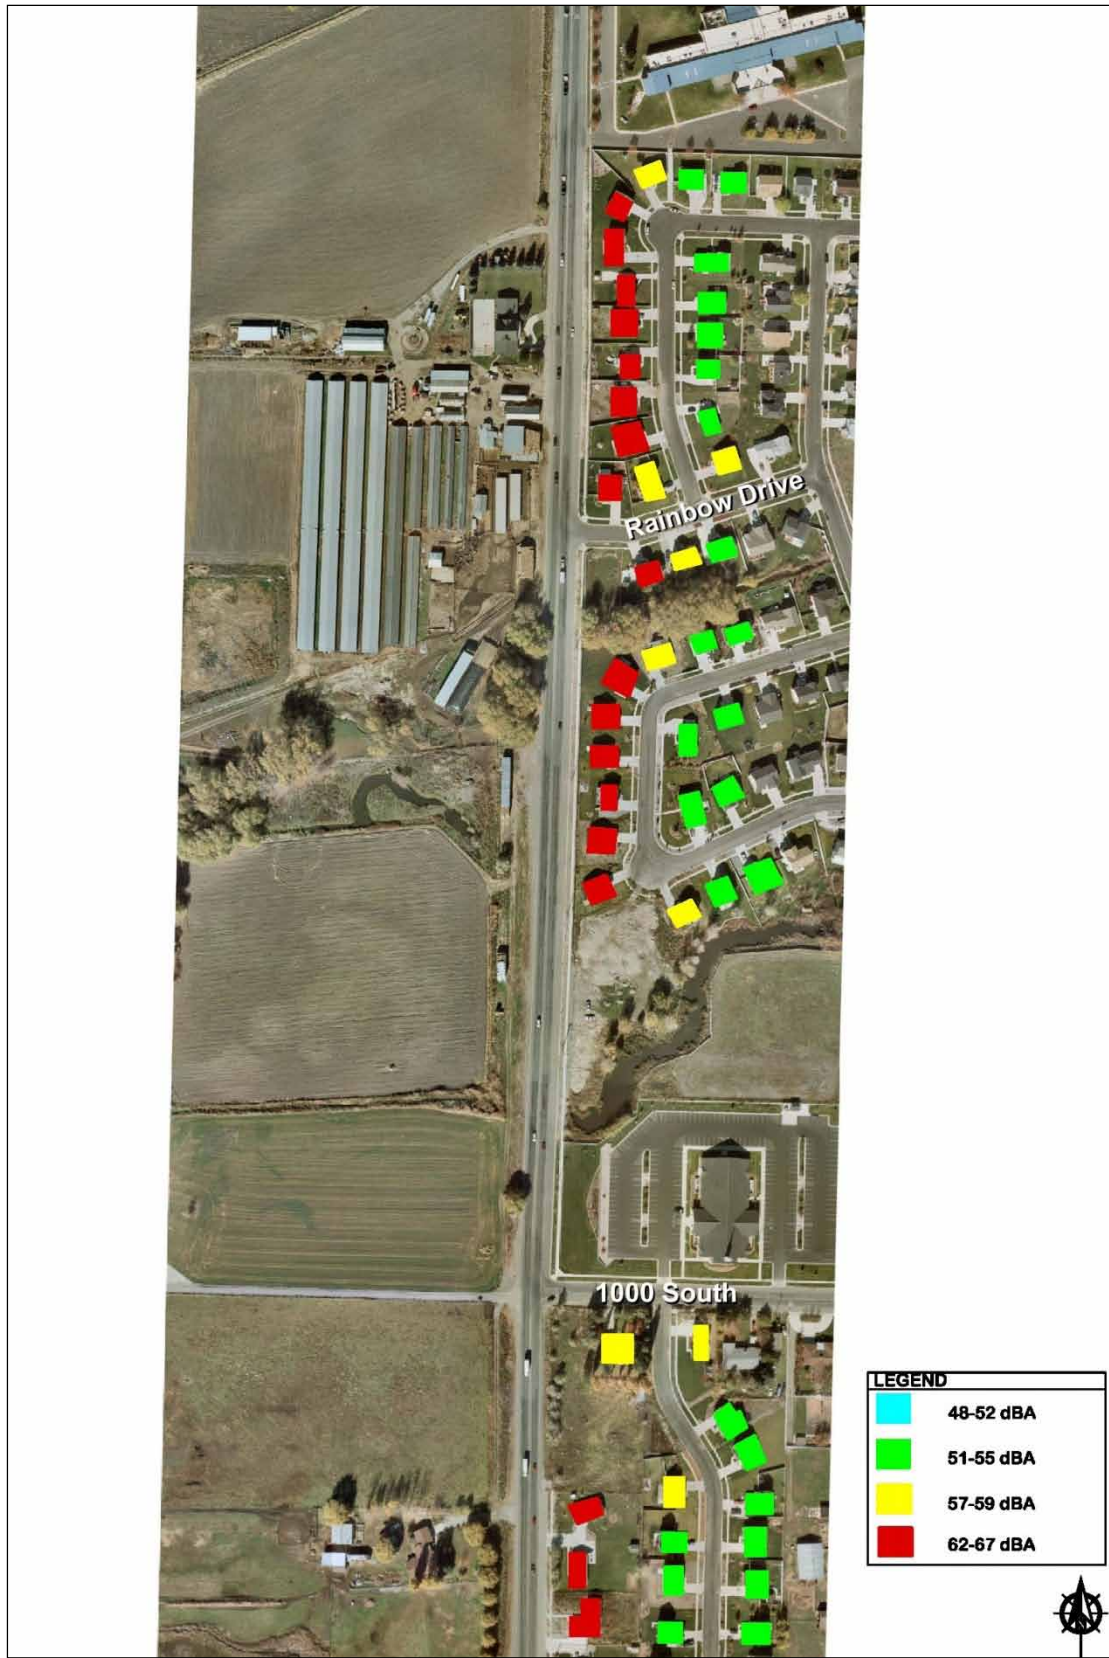 Rainbow Drive
1000 South
LEGEND
48-52 dBA
51-55 dBA
57-59 dBA
62-67 dBA